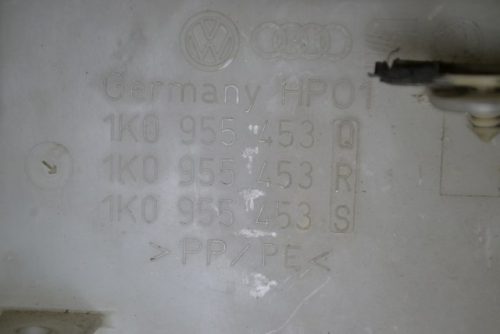 Germany HP01
1K0 955 453 Q
1K0 955 453 R
1K0 955 453 S
>PP/PE<